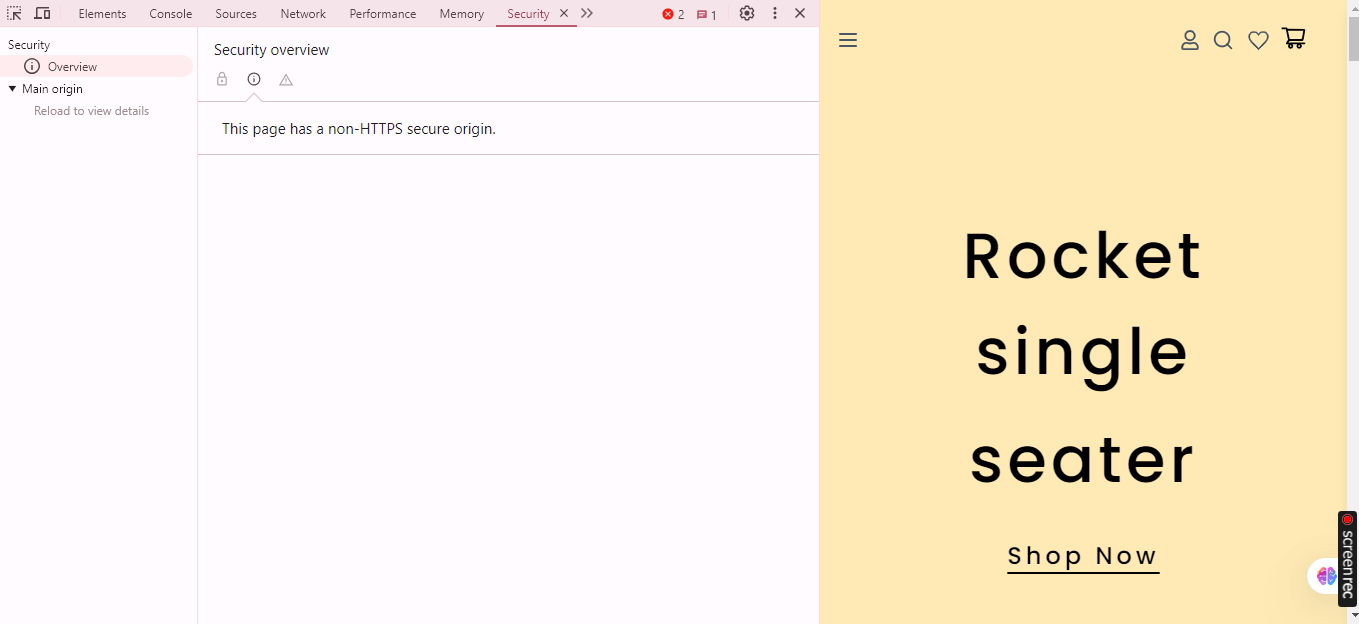 Elements Console Sources Network Performance Memory Security 2 1
Security
Overview
Main origin
Reload to view details
Security overview
This page has a non-HTTPS secure origin.
Rocket
single
seater
Shop Now
screenrec